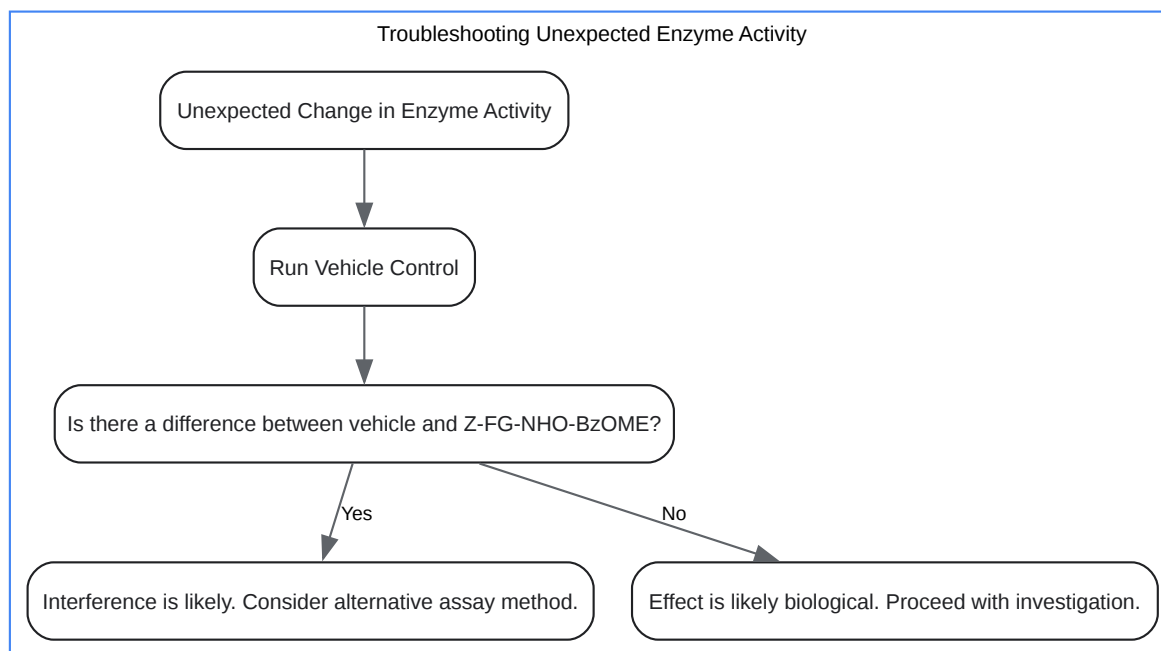 Troubleshooting Unexpected Enzyme Activity
Unexpected Change in Enzyme Activity
Run Vehicle Control
Is there a difference between vehicle and Z-FG-NHO-BzOME?
Yes
No
Interference is likely. Consider alternative assay method.
Effect is likely biological. Proceed with investigation.